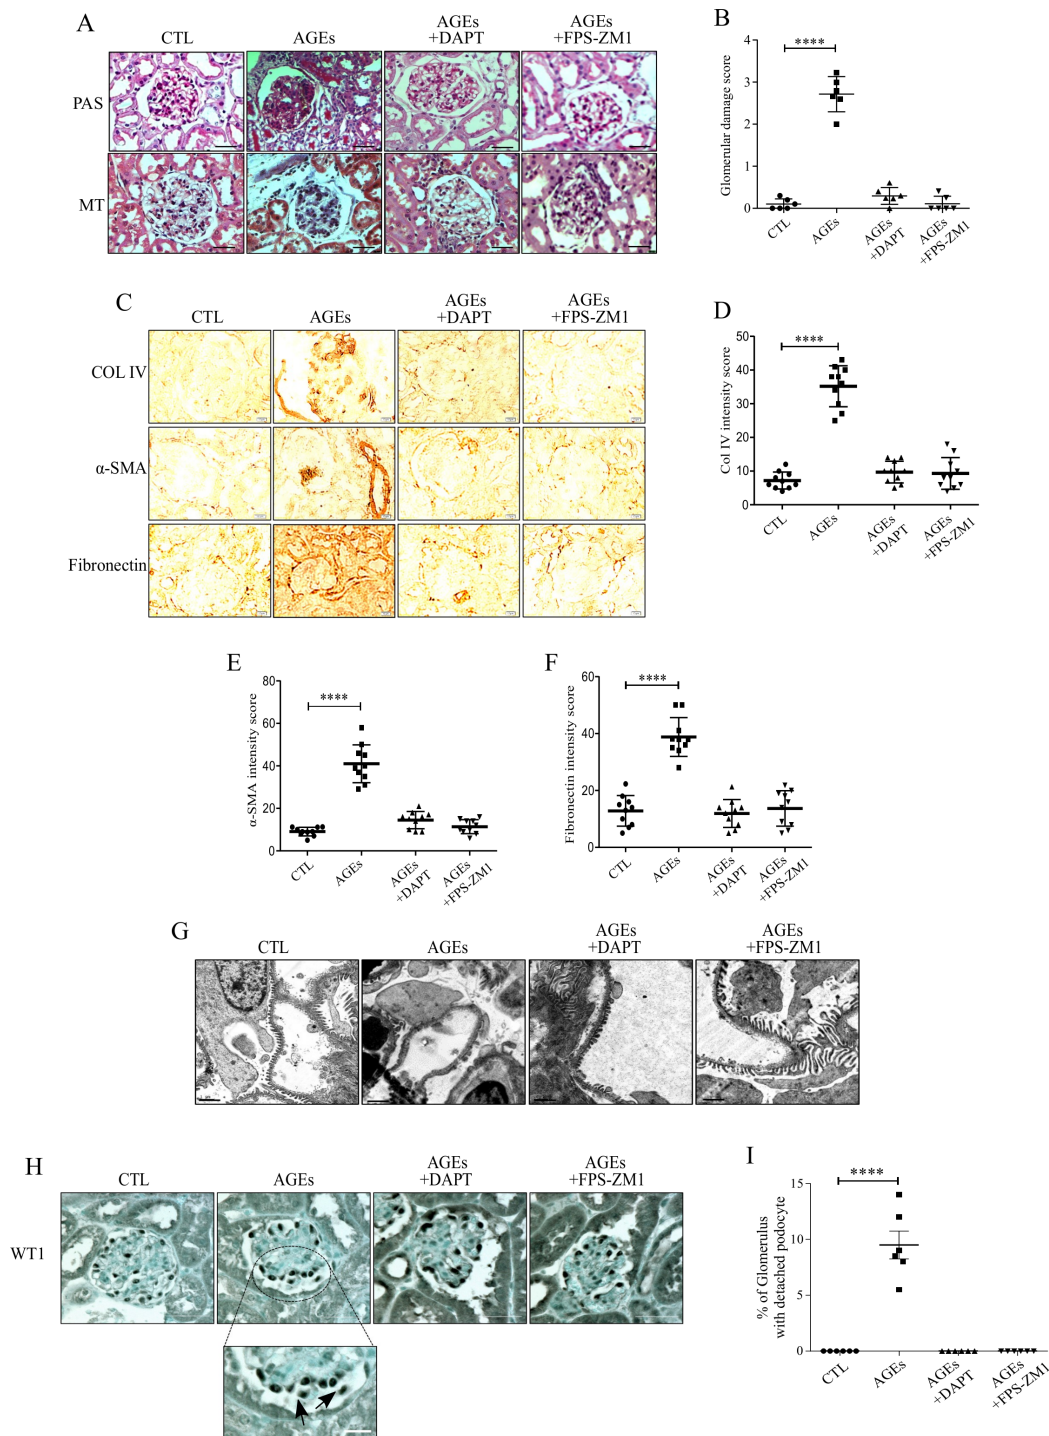 A
CTL
AGEs
AGEs
+DAPT
AGEs
+FPS-ZM1
PAS
MT
B
Glomerular damage score
4
3
2
1
0
****
CTL
AGEs
AGEs
+DAPT
AGEs
+FPS-ZM1
C
CTL
AGEs
AGEs
+DAPT
AGEs
+FPS-ZM1
COL IV
α-SMA
Fibronectin
D
Col IV intensity score
50
40
30
20
10
0
****
CTL
AGEs
AGEs
+DAPT
AGEs
+FPS-ZM1
E
α-SMA intensity score
80
60
40
20
0
****
CTL
AGEs
AGEs
+DAPT
AGEs
+FPS-ZM1
F
Fibronectin intensity score
60
40
20
0
****
CTL
AGEs
AGEs
+DAPT
AGEs
+FPS-ZM1
G
CTL
AGEs
AGEs
+DAPT
AGEs
+FPS-ZM1
H
CTL
AGEs
AGEs
+DAPT
AGEs
+FPS-ZM1
WT1
I
% of Glomerulus
with detached podocyte
15
10
5
0
****
CTL
AGEs
AGEs
+DAPT
AGEs
+FPS-ZM1